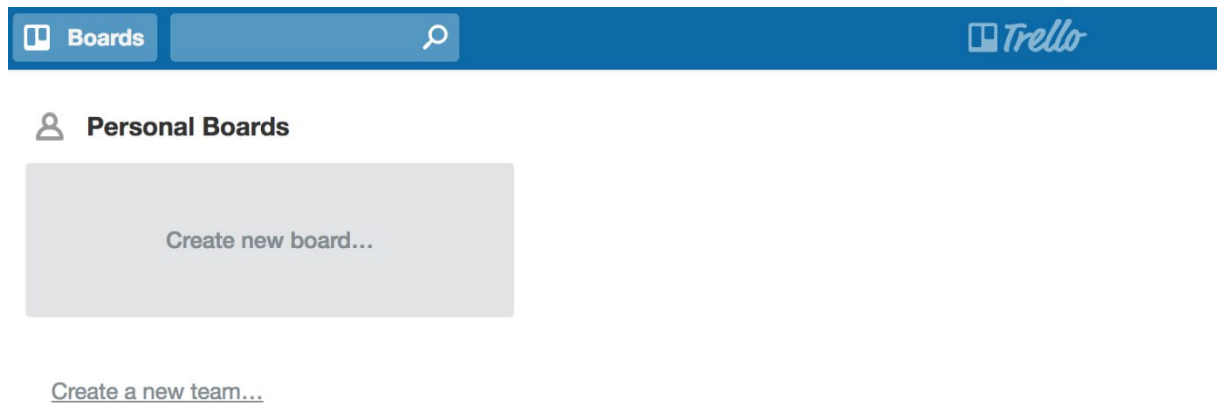 Boards
Trello
Personal Boards
Create new board…
Create a new team…